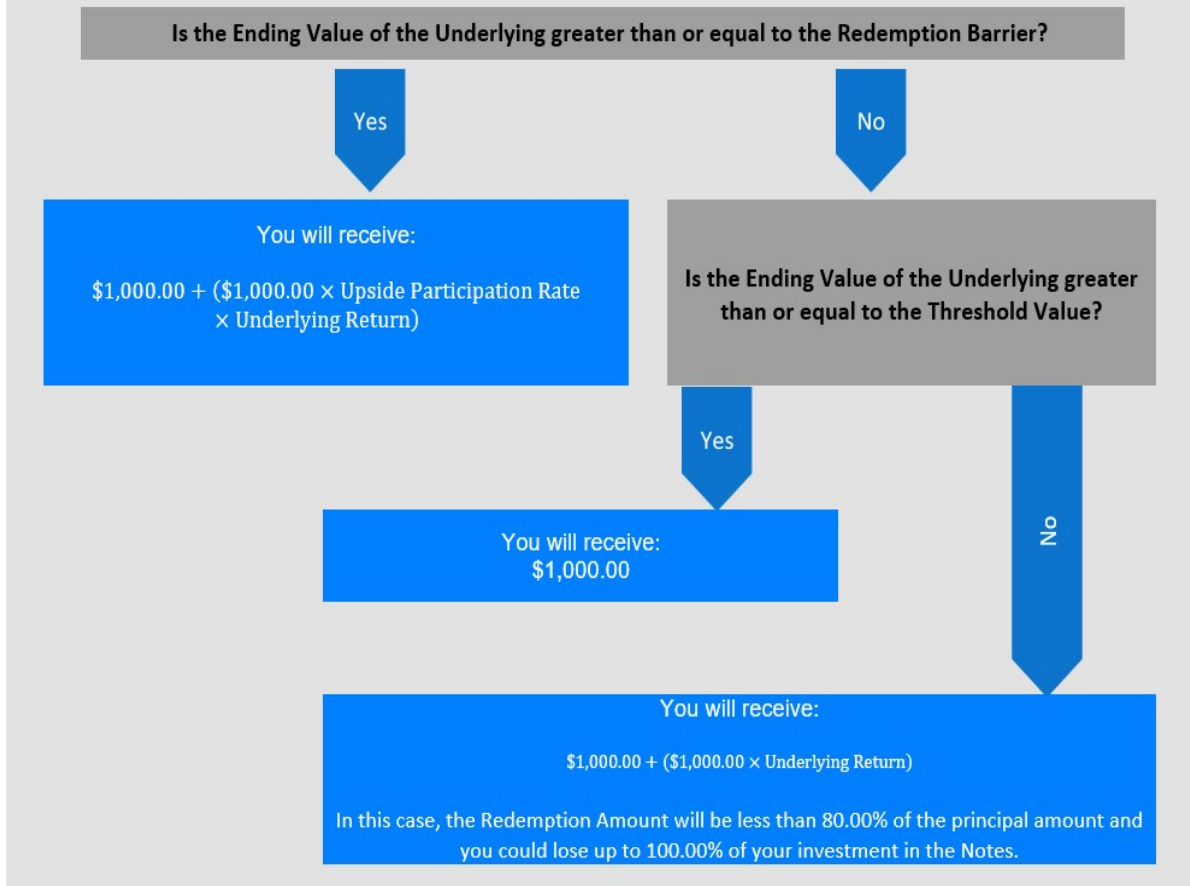 Is the Ending Value of the Underlying greater than or equal to the Redemption Barrier?
Yes
No
You will receive:
$1,000.00 + ($1,000.00 × Upside Participation Rate
× Underlying Return)
Is the Ending Value of the Underlying greater
than or equal to the Threshold Value?
Yes
No
You will receive:
$1,000.00
You will receive:
$1,000.00 + ($1,000.00 × Underlying Return)
In this case, the Redemption Amount will be less than 80.00% of the principal amount and
you could lose up to 100.00% of your investment in the Notes.